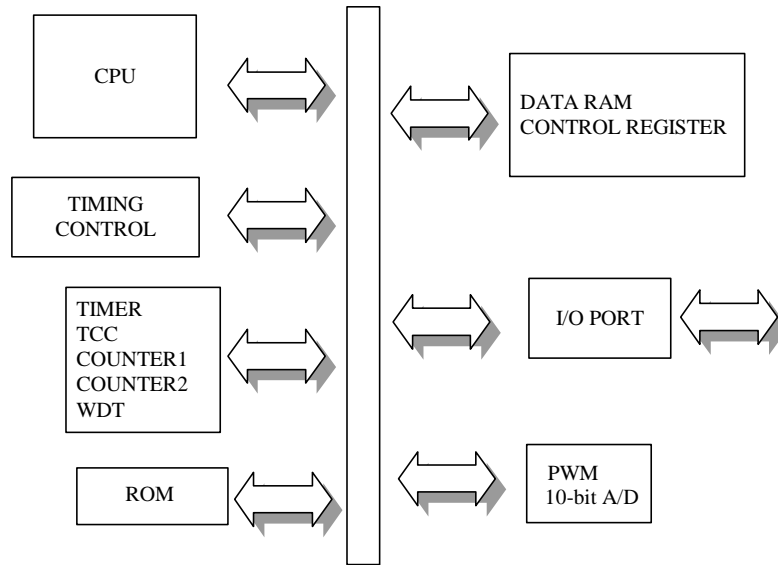 CPU
TIMING
CONTROL
TIMER
TCC
COUNTER1
COUNTER2
WDT
ROM
DATA RAM
CONTROL REGISTER
I/O PORT
PWM
10-bit A/D